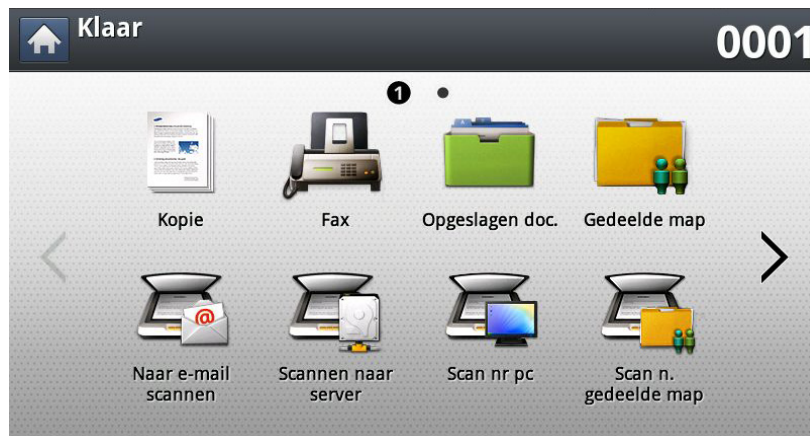 Klaar
0001
1
Kopie
Fax
Opgeslagen doc.
Gedeelde map
Naar e-mail
scannen
Scannen naar
server
Scan nr pc
Scan n.
gedeelde map